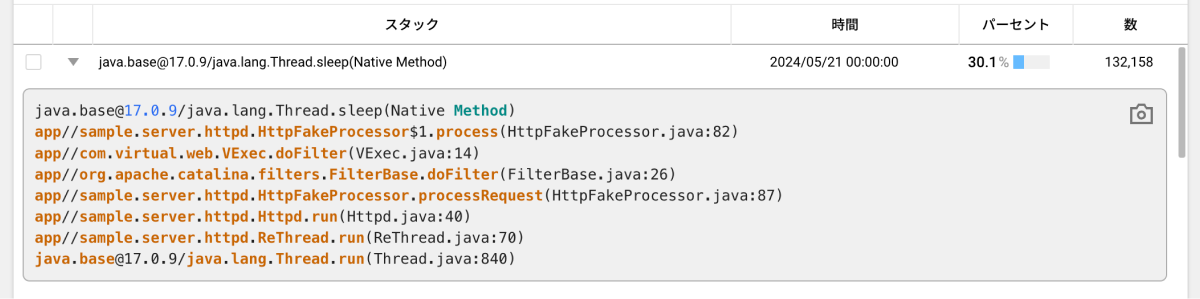 スタック 時間 パーセント 数
java.base@17.0.9/java.lang.Thread.sleep(Native Method) 2024/05/21 00:00:00 30.1% 132,158
java.base@17.0.9/java.lang.Thread.sleep(Native Method)
app//sample.server.httpd.HttpFakeProcessor$1.process(HttpFakeProcessor.java:82)
app//com.virtual.web.VExec.doFilter(VExec.java:14)
app//org.apache.catalina.filters.FilterBase.doFilter(FilterBase.java:26)
app//sample.server.httpd.HttpFakeProcessor.processRequest(HttpFakeProcessor.java:87)
app//sample.server.httpd.Httpd.run(Httpd.java:40)
app//sample.server.httpd.ReThread.run(ReThread.java:70)
java.base@17.0.9/java.lang.Thread.run(Thread.java:840)